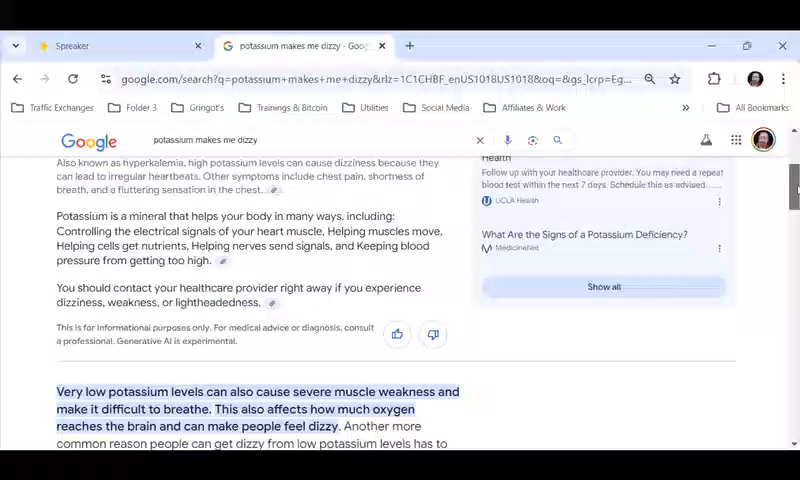 Spreaker
potassium makes me dizzy - Goog
google.com/search?q=potassium+makes+me+dizzy&rlz=1C1CHBF_enUS1018US1018&oq=&gs_lcrp=Eg...
Traffic Exchanges
Folder 3
Gringot's
Trainings & Bitcoin
Utilities
Social Media
Affiliates & Work
All Bookmarks
Google
potassium makes me dizzy
Also known as hyperkalemia, high potassium levels can cause dizziness because they
can lead to irregular heartbeats. Other symptoms include chest pain, shortness of
breath, and a fluttering sensation in the chest.
Potassium is a mineral that helps your body in many ways, including:
Controlling the electrical signals of your heart muscle, Helping muscles move,
Helping cells get nutrients, Helping nerves send signals, and Keeping blood
pressure from getting too high.
You should contact your healthcare provider right away if you experience
dizziness, weakness, or lightheadedness.
This is for informational purposes only. For medical advice or diagnosis, consult
a professional. Generative AI is experimental.
Health
Follow up with your healthcare provider. You may need a repeat
blood test within the next 7 days. Schedule this as advised. ......
UCLA Health
What Are the Signs of a Potassium Deficiency?
MedicineNet
Show all
Very low potassium levels can also cause severe muscle weakness and
make it difficult to breathe. This also affects how much oxygen
reaches the brain and can make people feel dizzy. Another more
common reason people can get dizzy from low potassium levels has to